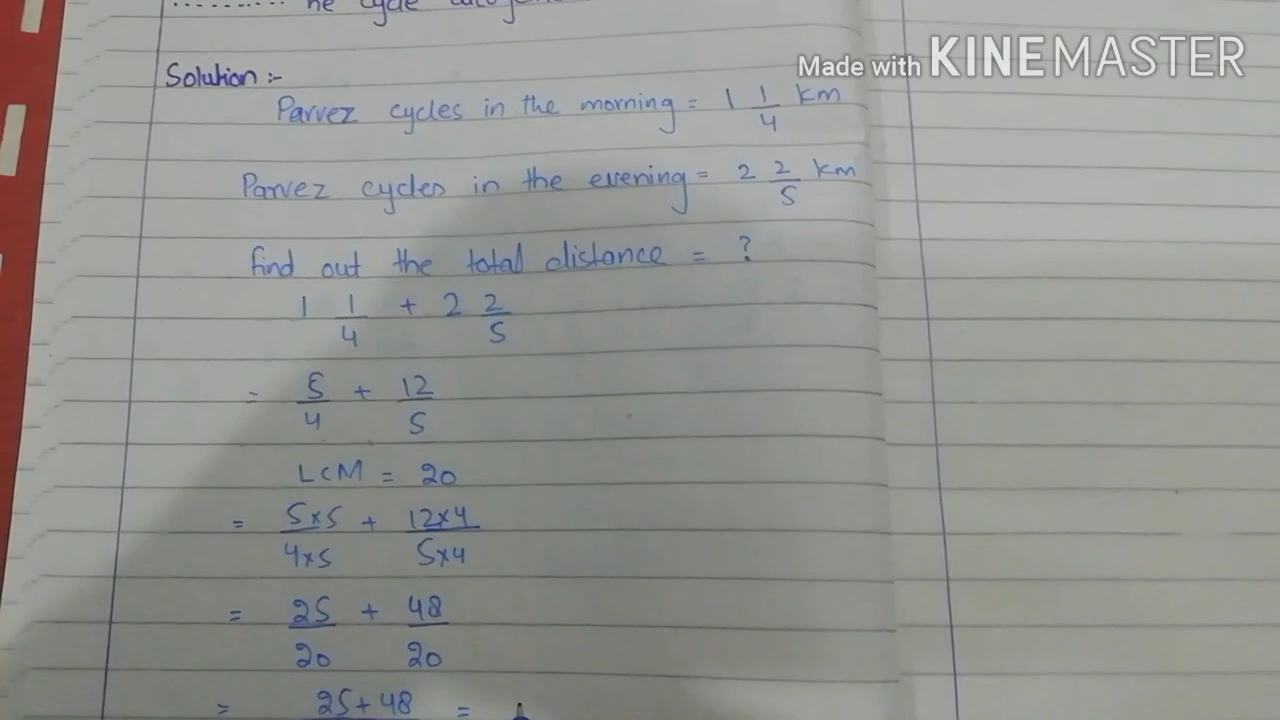 .......... he cycle
Made with KINEMASTER
Solution :-
Parvez cycles in the morning = 1 1/4 km
Parvez cycles in the evening = 2 2/5 km
find out the total distance = ?
1 1/4 + 2 2/5
= 5/4 + 12/5
LCM = 20
= 5×5/4×5 + 12×4/5×4
= 25/20 + 48/20
= 25+48 =